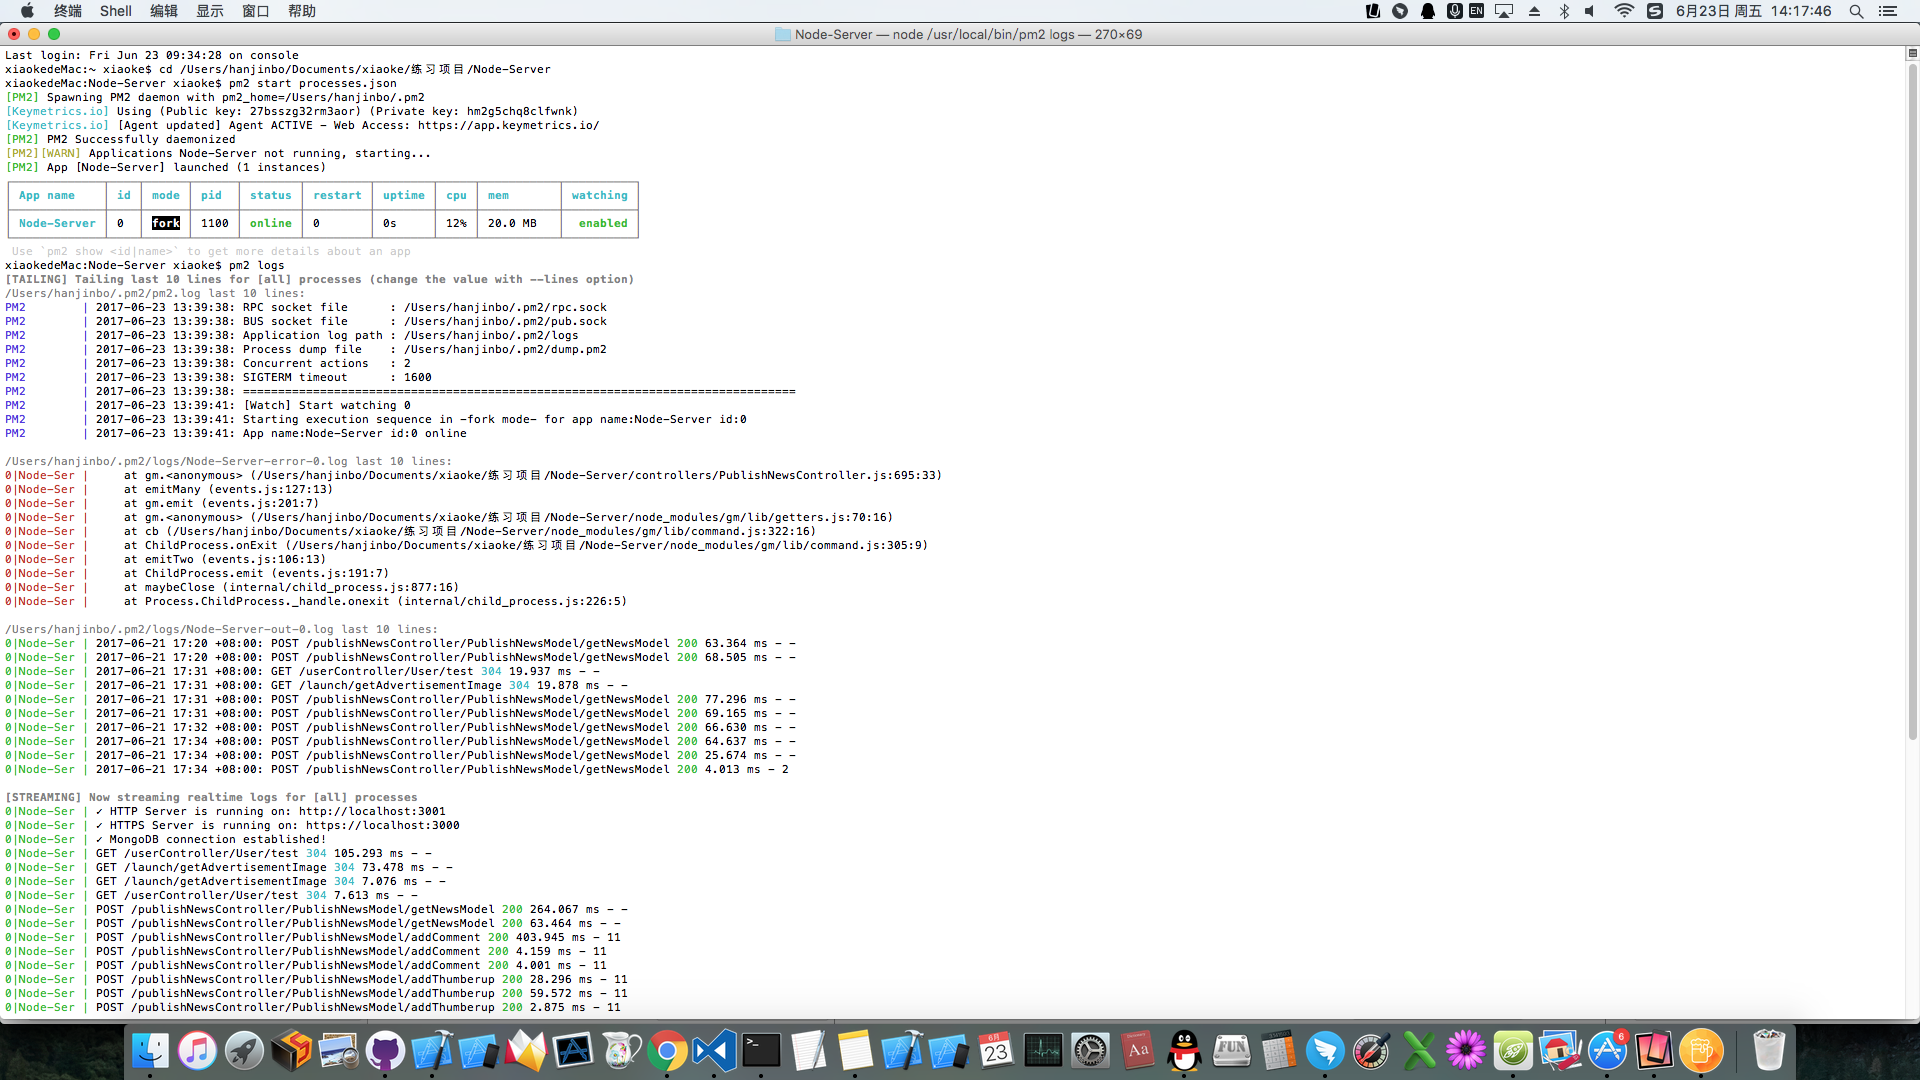 终端 Shell 编辑 显示 窗口 帮助 EN 6月23日 周五 14:17:46
Node-Server — node /usr/local/bin/pm2 logs — 270×69
Last login: Fri Jun 23 09:34:28 on console
xiaokedeMac:~ xiaoke$ cd /Users/hanjinbo/Documents/xiaoke/练习项目/Node-Server
xiaokedeMac:Node-Server xiaoke$ pm2 start processes.json
[PM2] Spawning PM2 daemon with pm2_home=/Users/hanjinbo/.pm2
[Keymetrics.io] Using (Public key: 27bsszg32rm3aor) (Private key: hm2g5chq8clfwnk)
[Keymetrics.io] [Agent updated] Agent ACTIVE - Web Access: https://app.keymetrics.io/
[PM2] PM2 Successfully daemonized
[PM2][WARN] Applications Node-Server not running, starting...
[PM2] App [Node-Server] launched (1 instances)
App name id mode pid status restart uptime cpu mem watching
Node-Server 0 fork 1100 online 0 0s 12% 20.0 MB enabled
Use `pm2 show <id|name>` to get more details about an app
xiaokedeMac:Node-Server xiaoke$ pm2 logs
[TAILING] Tailing last 10 lines for [all] processes (change the value with --lines option)
/Users/hanjinbo/.pm2/pm2.log last 10 lines:
PM2 | 2017-06-23 13:39:38: RPC socket file : /Users/hanjinbo/.pm2/rpc.sock
PM2 | 2017-06-23 13:39:38: BUS socket file : /Users/hanjinbo/.pm2/pub.sock
PM2 | 2017-06-23 13:39:38: Application log path : /Users/hanjinbo/.pm2/logs
PM2 | 2017-06-23 13:39:38: Process dump file : /Users/hanjinbo/.pm2/dump.pm2
PM2 | 2017-06-23 13:39:38: Concurrent actions : 2
PM2 | 2017-06-23 13:39:38: SIGTERM timeout : 1600
PM2 | 2017-06-23 13:39:38: ===============================================================================
PM2 | 2017-06-23 13:39:41: [Watch] Start watching 0
PM2 | 2017-06-23 13:39:41: Starting execution sequence in -fork mode- for app name:Node-Server id:0
PM2 | 2017-06-23 13:39:41: App name:Node-Server id:0 online
/Users/hanjinbo/.pm2/logs/Node-Server-error-0.log last 10 lines:
0|Node-Ser | at gm.<anonymous> (/Users/hanjinbo/Documents/xiaoke/练习项目/Node-Server/controllers/PublishNewsController.js:695:33)
0|Node-Ser | at emitMany (events.js:127:13)
0|Node-Ser | at gm.emit (events.js:201:7)
0|Node-Ser | at gm.<anonymous> (/Users/hanjinbo/Documents/xiaoke/练习项目/Node-Server/node_modules/gm/lib/getters.js:70:16)
0|Node-Ser | at cb (/Users/hanjinbo/Documents/xiaoke/练习项目/Node-Server/node_modules/gm/lib/command.js:322:16)
0|Node-Ser | at ChildProcess.onExit (/Users/hanjinbo/Documents/xiaoke/练习项目/Node-Server/node_modules/gm/lib/command.js:305:9)
0|Node-Ser | at emitTwo (events.js:106:13)
0|Node-Ser | at ChildProcess.emit (events.js:191:7)
0|Node-Ser | at maybeClose (internal/child_process.js:877:16)
0|Node-Ser | at Process.ChildProcess._handle.onexit (internal/child_process.js:226:5)
/Users/hanjinbo/.pm2/logs/Node-Server-out-0.log last 10 lines:
0|Node-Ser | 2017-06-21 17:20 +08:00: POST /publishNewsController/PublishNewsModel/getNewsModel 200 63.364 ms - -
0|Node-Ser | 2017-06-21 17:20 +08:00: POST /publishNewsController/PublishNewsModel/getNewsModel 200 68.505 ms - -
0|Node-Ser | 2017-06-21 17:31 +08:00: GET /userController/User/test 304 19.937 ms - -
0|Node-Ser | 2017-06-21 17:31 +08:00: GET /launch/getAdvertisementImage 304 19.878 ms - -
0|Node-Ser | 2017-06-21 17:31 +08:00: POST /publishNewsController/PublishNewsModel/getNewsModel 200 77.296 ms - -
0|Node-Ser | 2017-06-21 17:31 +08:00: POST /publishNewsController/PublishNewsModel/getNewsModel 200 69.165 ms - -
0|Node-Ser | 2017-06-21 17:32 +08:00: POST /publishNewsController/PublishNewsModel/getNewsModel 200 66.630 ms - -
0|Node-Ser | 2017-06-21 17:34 +08:00: POST /publishNewsController/PublishNewsModel/getNewsModel 200 64.637 ms - -
0|Node-Ser | 2017-06-21 17:34 +08:00: POST /publishNewsController/PublishNewsModel/getNewsModel 200 25.674 ms - -
0|Node-Ser | 2017-06-21 17:34 +08:00: POST /publishNewsController/PublishNewsModel/getNewsModel 200 4.013 ms - 2
[STREAMING] Now streaming realtime logs for [all] processes
0|Node-Ser | ✓ HTTP Server is running on: http://localhost:3001
0|Node-Ser | ✓ HTTPS Server is running on: https://localhost:3000
0|Node-Ser | ✓ MongoDB connection established!
0|Node-Ser | GET /userController/User/test 304 105.293 ms - -
0|Node-Ser | GET /launch/getAdvertisementImage 304 73.478 ms - -
0|Node-Ser | GET /launch/getAdvertisementImage 304 7.076 ms - -
0|Node-Ser | GET /userController/User/test 304 7.613 ms - -
0|Node-Ser | POST /publishNewsController/PublishNewsModel/getNewsModel 200 264.067 ms - -
0|Node-Ser | POST /publishNewsController/PublishNewsModel/getNewsModel 200 63.464 ms - -
0|Node-Ser | POST /publishNewsController/PublishNewsModel/addComment 200 403.945 ms - 11
0|Node-Ser | POST /publishNewsController/PublishNewsModel/addComment 200 4.159 ms - 11
0|Node-Ser | POST /publishNewsController/PublishNewsModel/addComment 200 4.001 ms - 11
0|Node-Ser | POST /publishNewsController/PublishNewsModel/addThumberup 200 28.296 ms - 11
0|Node-Ser | POST /publishNewsController/PublishNewsModel/addThumberup 200 59.572 ms - 11
0|Node-Ser | POST /publishNewsController/PublishNewsModel/addThumberup 200 2.875 ms - 11
6月 23 Aa FUN 6